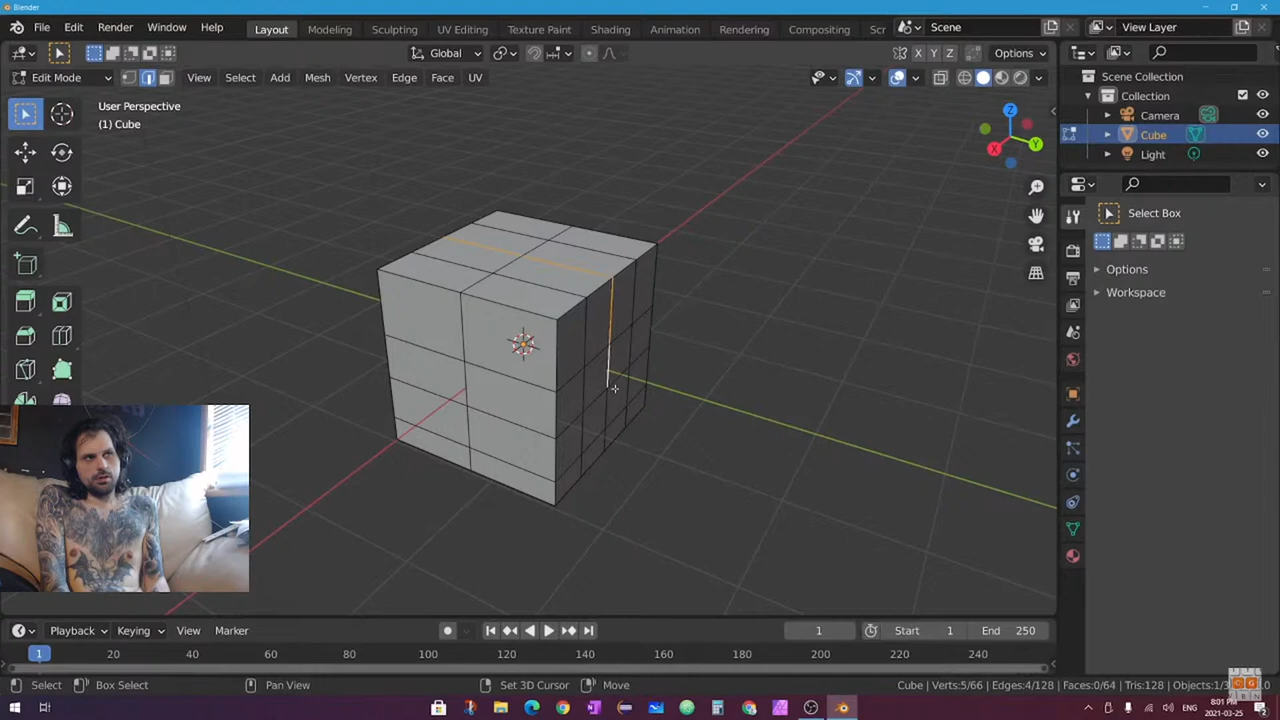 Blender
File Edit Render Window Help
Layout Modeling Sculpting UV Editing Texture Paint Shading Animation Rendering Compositing Scr
Scene
View Layer
Global
X Y Z
Options
Edit Mode
View Select Add Mesh Vertex Edge Face UV
User Perspective
(1) Cube
Z
X
Y
Scene Collection
Collection
Camera
Cube
Light
Select Box
Options
Workspace
Playback Keying View Marker
1
Start 1
End 250
1 20 40 60 80 100 120 140 160 180 200 220 240
Select
Box Select
Pan View
Set 3D Cursor
Move
Cube | Verts:5/66 | Edges:4/128 | Faces:0/64 | Tris:128 | Objects:1/
ENG
8:01 PM
2021-03-25